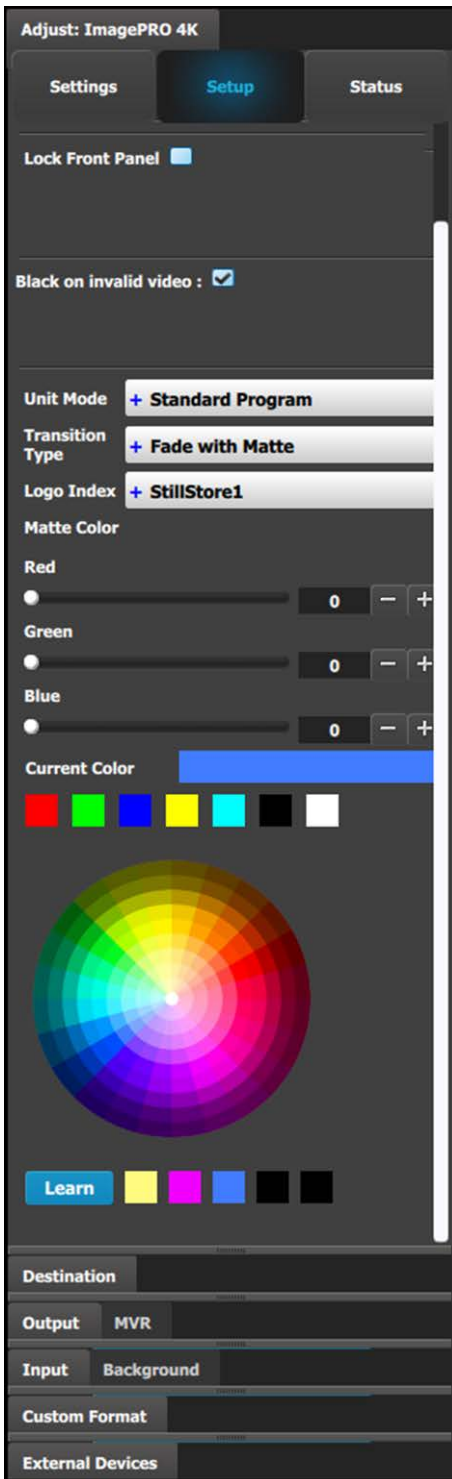 Adjust: ImagePRO 4K
Settings Setup Status
Lock Front Panel
Black on invalid video :
Unit Mode + Standard Program
Transition Type + Fade with Matte
Logo Index + StillStore1
Matte Color
Red
0 − +
Green
0 − +
Blue
0 − +
Current Color
Learn
Destination
Output MVR
Input Background
Custom Format
External Devices